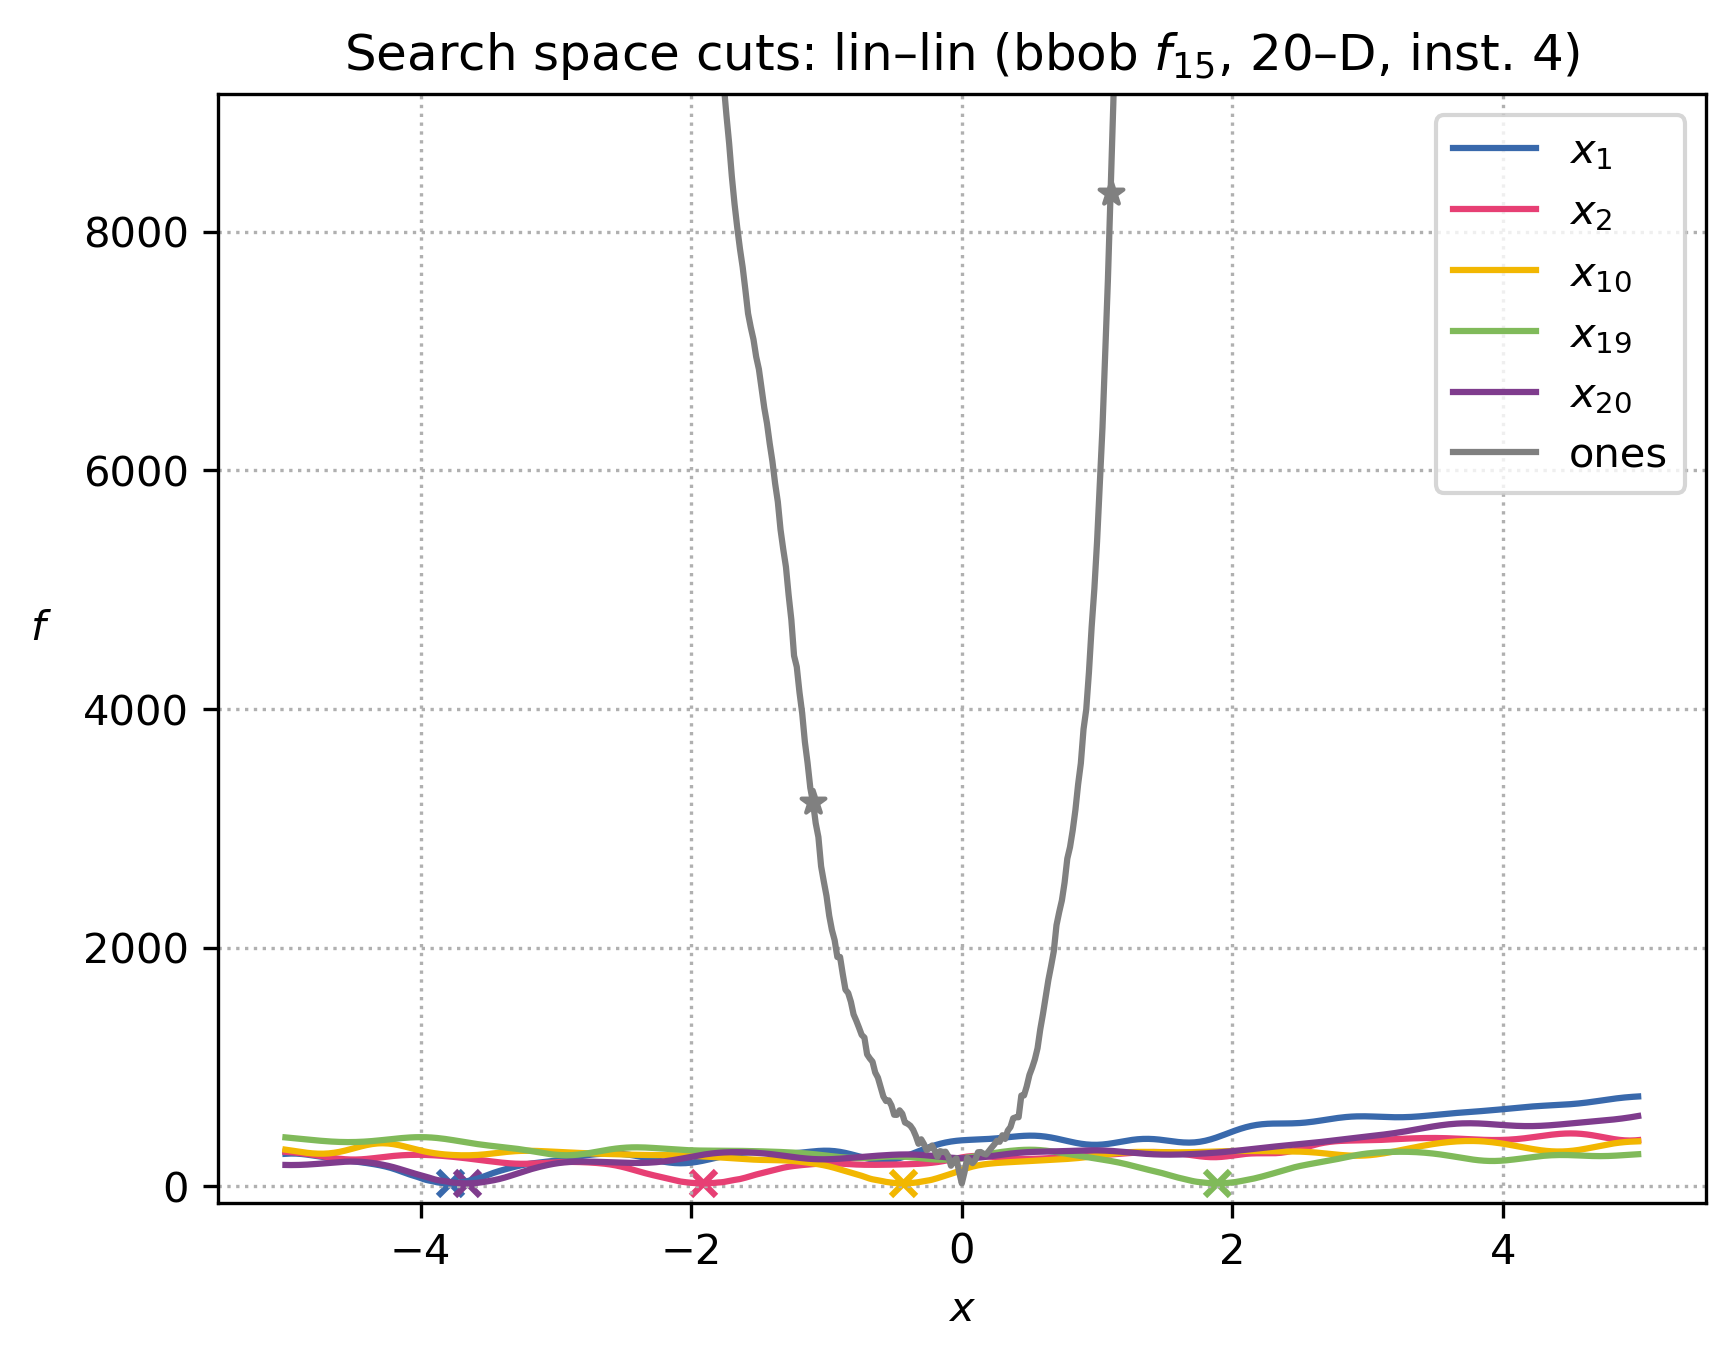 Search space cuts: lin–lin (bbob f15, 20–D, inst. 4)
x1
x2
x10
x19
x20
ones
8000
6000
4000
2000
0
f
−4
−2
0
2
4
x